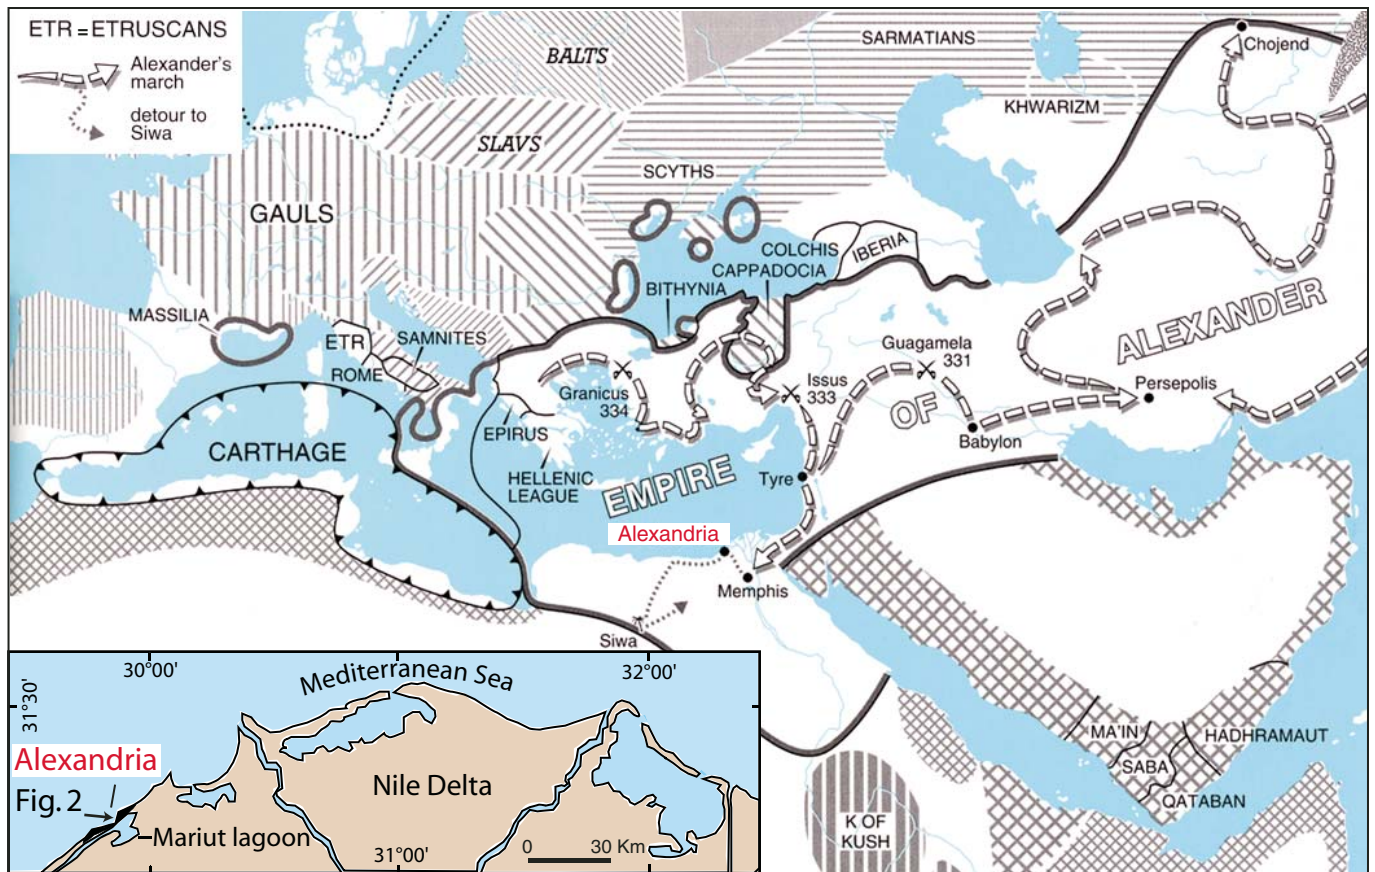 ETR = ETRUSCANS
Alexander's
march
detour to
Siwa
BALTS
SARMATIANS
Chojend
KHWARIZM
SLAVS
SCYTHS
GAULS
COLCHIS
IBERIA
CAPPADOCIA
BITHYNIA
MASSILIA
ETR
SAMNITES
ROME
Granicus
334
Issus
333
Guagamela
331
ALEXANDER
OF
EMPIRE
Persepolis
Babylon
EPIRUS
HELLENIC
LEAGUE
CARTHAGE
Tyre
Alexandria
Memphis
Siwa
MA'IN
HADHRAMAUT
SABA
QATABAN
K OF
KUSH
30°00'
32°00'
Mediterranean Sea
31°30'
Alexandria
Fig. 2
Nile Delta
Mariut lagoon
31°00'
0 30 Km